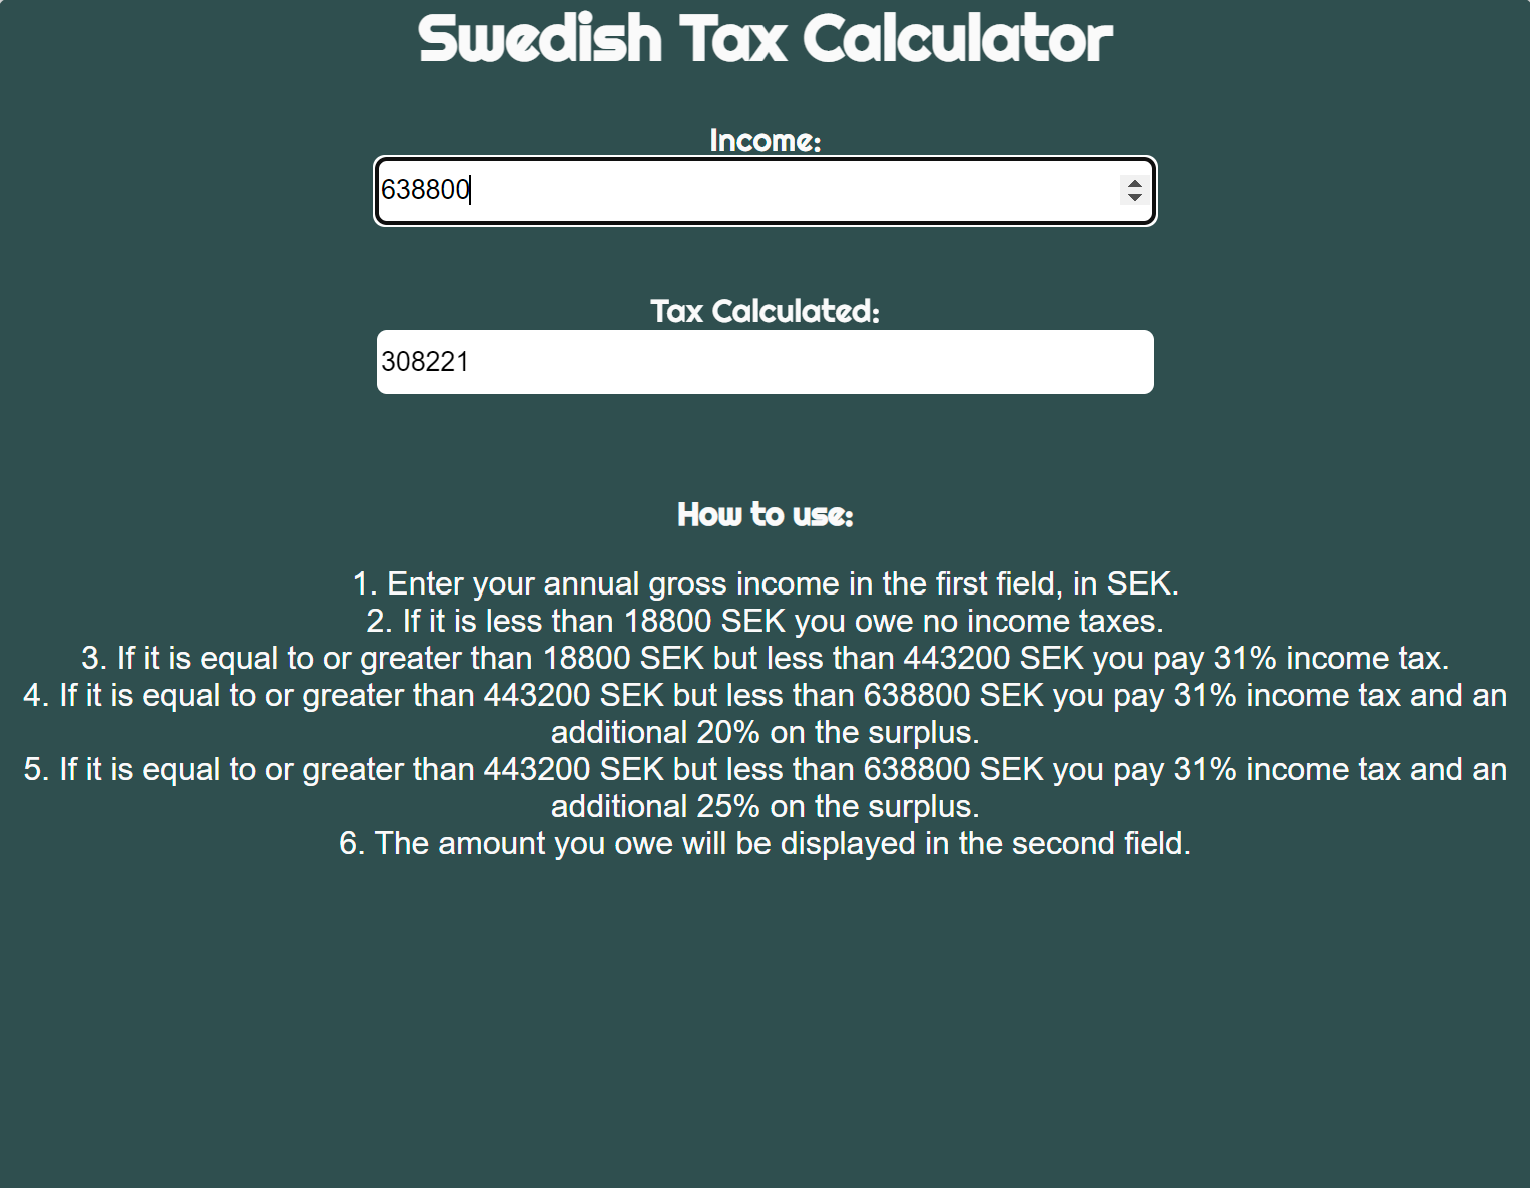 Swedish Tax Calculator
Income:
638800
Tax Calculated:
308221
How to use:
1. Enter your annual gross income in the first field, in SEK.
2. If it is less than 18800 SEK you owe no income taxes.
3. If it is equal to or greater than 18800 SEK but less than 443200 SEK you pay 31% income tax.
4. If it is equal to or greater than 443200 SEK but less than 638800 SEK you pay 31% income tax and an
additional 20% on the surplus.
5. If it is equal to or greater than 443200 SEK but less than 638800 SEK you pay 31% income tax and an
additional 25% on the surplus.
6. The amount you owe will be displayed in the second field.